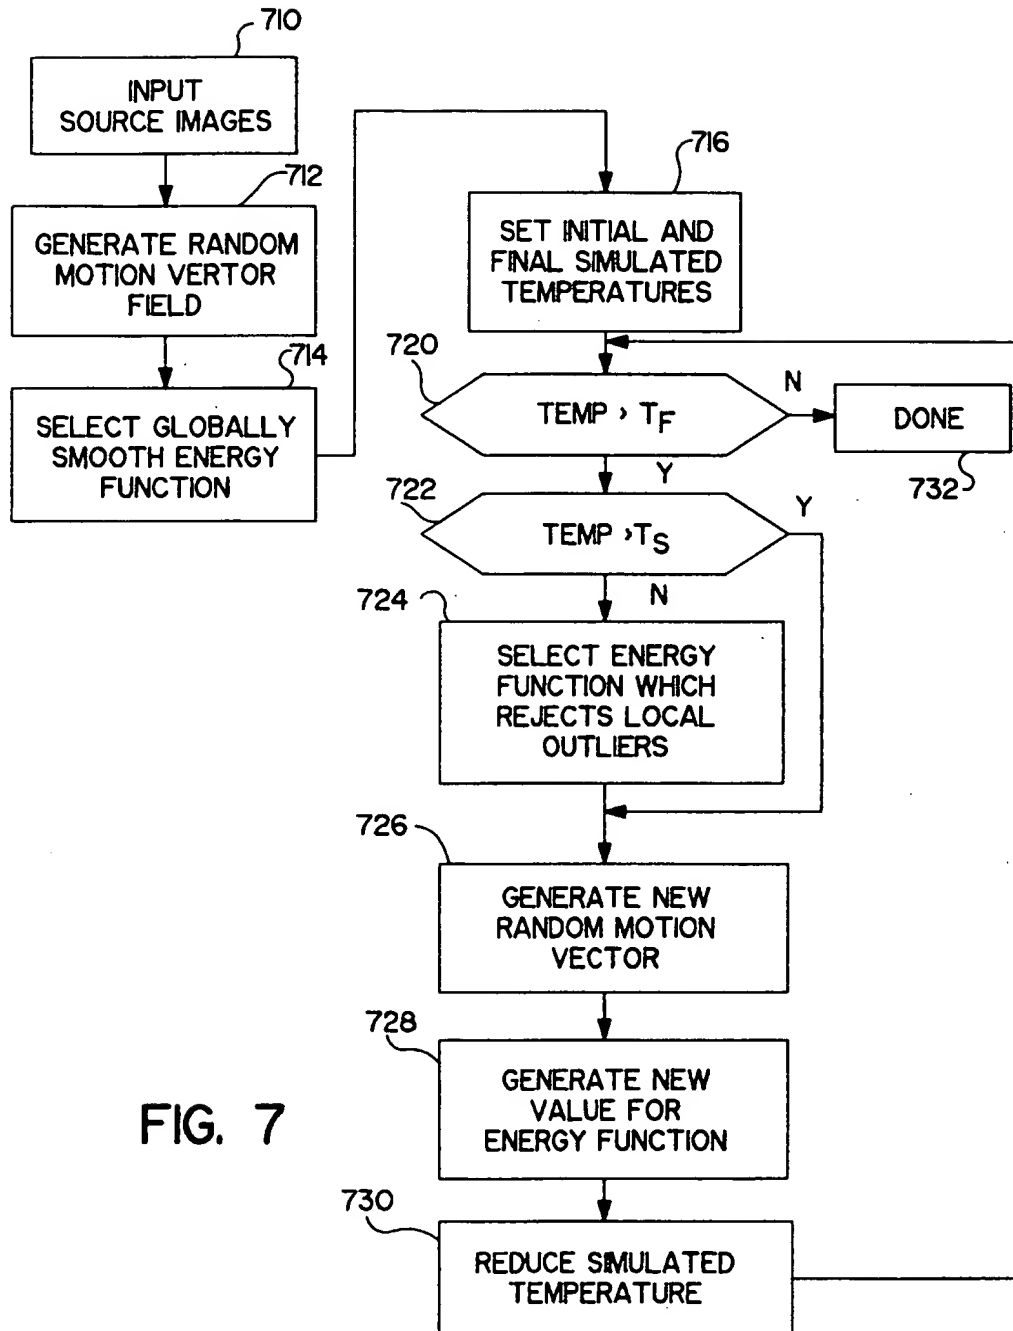 710
INPUT
SOURCE IMAGES
712
GENERATE RANDOM
MOTION VERTOR
FIELD
714
SELECT GLOBALLY
SMOOTH ENERGY
FUNCTION
716
SET INITIAL AND
FINAL SIMULATED
TEMPERATURES
720
TEMP > TF
N
DONE
732
Y
722
TEMP >TS
Y
N
724
SELECT ENERGY
FUNCTION WHICH
REJECTS LOCAL
OUTLIERS
726
GENERATE NEW
RANDOM MOTION
VECTOR
728
GENERATE NEW
VALUE FOR
ENERGY FUNCTION
730
REDUCE SIMULATED
TEMPERATURE
FIG. 7